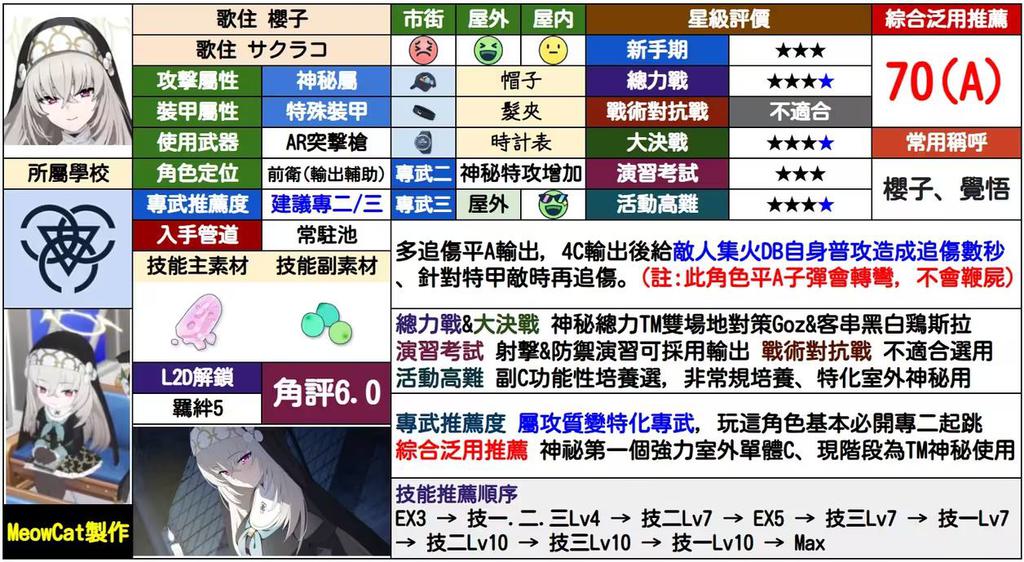 歌住 櫻子
市街
屋外
屋内
星級評價
綜合泛用推薦
歌住 サクラコ
新手期
★★★
70(A)
攻擊屬性
神秘屬
帽子
總力戰
★★★★
裝甲屬性
特殊裝甲
髮夾
戰術對抗戰
不適合
使用武器
AR突擊槍
時計表
大決戰
★★★★
常用稱呼
所屬學校
角色定位
前衛(輸出輔助)
專武二
神秘特攻增加
演習考試
★★★
櫻子、覺悟
專武推薦度
建議專二/三
專武三
屋外
活動高難
★★★★
入手管道
常駐池
技能主素材
技能副素材
多追傷平A輸出，4C輸出後給敵人集火DB自身普攻造成追傷數秒
、針對特甲敵時再追傷。(註:此角色平A子彈會轉彎，不會鞭屍)
總力戰&大決戰 神秘總力TM雙場地對策Goz&客串黑白鶏斯拉
演習考試 射擊&防禦演習可採用輸出 戰術對抗戰 不適合選用
活動高難 副C功能性培養選，非常規培養、特化室外神秘用
L2D解鎖
羈絆5
角評6.0
專武推薦度 屬攻質變特化專武，玩這角色基本必開專二起跳
綜合泛用推薦 神祕第一個強力室外單體C、現階段為TM神秘使用
技能推薦順序
EX3 → 技一.二.三Lv4 → 技二Lv7 → EX5 → 技三Lv7 → 技一Lv7
→ 技二Lv10 → 技三Lv10 → 技一Lv10 → Max
MeowCat製作